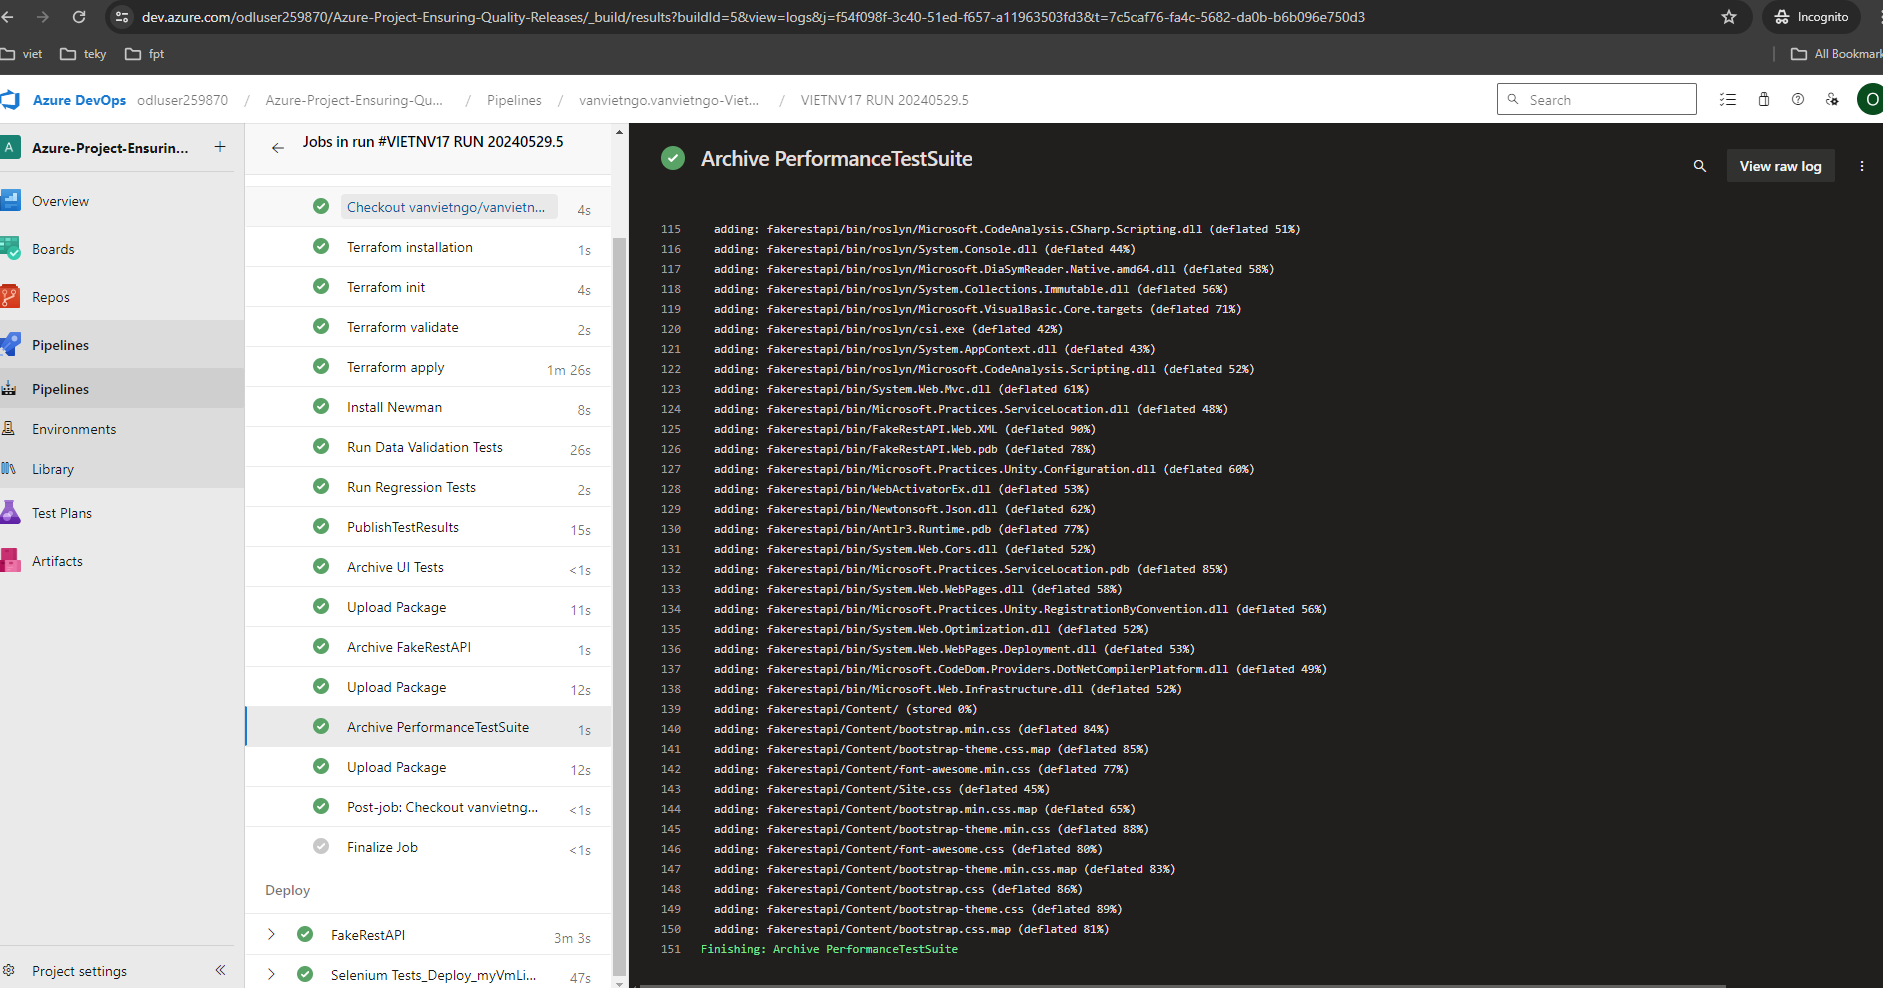 dev.azure.com/odluser259870/Azure-Project-Ensuring-Quality-Releases/_build/results?buildId=5&view=logs&j=f54f098f-3c40-51ed-f657-a11963503fd3&t=7c5caf76-fa4c-5682-da0b-b6b096e750d3
Incognito
viet
teky
fpt
All Bookmark
Azure DevOps
odluser259870
/
Azure-Project-Ensuring-Qu...
/
Pipelines
/
vanvietngo.vanvietngo-Viet...
/
VIETNV17 RUN 20240529.5
Search
O
A
Azure-Project-Ensurin...
Overview
Boards
Repos
Pipelines
Pipelines
Environments
Library
Test Plans
Artifacts
Project settings
Jobs in run #VIETNV17 RUN 20240529.5
Checkout vanvietngo/vanvietn... 4s
Terrafom installation 1s
Terrafom init 4s
Terraform validate 2s
Terraform apply 1m 26s
Install Newman 8s
Run Data Validation Tests 26s
Run Regression Tests 2s
PublishTestResults 15s
Archive UI Tests <1s
Upload Package 11s
Archive FakeRestAPI 1s
Upload Package 12s
Archive PerformanceTestSuite 1s
Upload Package 12s
Post-job: Checkout vanvietng... <1s
Finalize Job <1s
Deploy
FakeRestAPI 3m 3s
Selenium Tests_Deploy_myVmLi... 47s
Archive PerformanceTestSuite
View raw log
115 adding: fakerestapi/bin/roslyn/Microsoft.CodeAnalysis.CSharp.Scripting.dll (deflated 51%)
116 adding: fakerestapi/bin/roslyn/System.Console.dll (deflated 44%)
117 adding: fakerestapi/bin/roslyn/Microsoft.DiaSymReader.Native.amd64.dll (deflated 58%)
118 adding: fakerestapi/bin/roslyn/System.Collections.Immutable.dll (deflated 56%)
119 adding: fakerestapi/bin/roslyn/Microsoft.VisualBasic.Core.targets (deflated 71%)
120 adding: fakerestapi/bin/roslyn/csi.exe (deflated 42%)
121 adding: fakerestapi/bin/roslyn/System.AppContext.dll (deflated 43%)
122 adding: fakerestapi/bin/roslyn/Microsoft.CodeAnalysis.Scripting.dll (deflated 52%)
123 adding: fakerestapi/bin/System.Web.Mvc.dll (deflated 61%)
124 adding: fakerestapi/bin/Microsoft.Practices.ServiceLocation.dll (deflated 48%)
125 adding: fakerestapi/bin/FakeRestAPI.Web.XML (deflated 90%)
126 adding: fakerestapi/bin/FakeRestAPI.Web.pdb (deflated 78%)
127 adding: fakerestapi/bin/Microsoft.Practices.Unity.Configuration.dll (deflated 60%)
128 adding: fakerestapi/bin/WebActivatorEx.dll (deflated 53%)
129 adding: fakerestapi/bin/Newtonsoft.Json.dll (deflated 62%)
130 adding: fakerestapi/bin/Antlr3.Runtime.pdb (deflated 77%)
131 adding: fakerestapi/bin/System.Web.Cors.dll (deflated 52%)
132 adding: fakerestapi/bin/Microsoft.Practices.ServiceLocation.pdb (deflated 85%)
133 adding: fakerestapi/bin/System.Web.WebPages.dll (deflated 58%)
134 adding: fakerestapi/bin/Microsoft.Practices.Unity.RegistrationByConvention.dll (deflated 56%)
135 adding: fakerestapi/bin/System.Web.Optimization.dll (deflated 52%)
136 adding: fakerestapi/bin/System.Web.WebPages.Deployment.dll (deflated 53%)
137 adding: fakerestapi/bin/Microsoft.CodeDom.Providers.DotNetCompilerPlatform.dll (deflated 49%)
138 adding: fakerestapi/bin/Microsoft.Web.Infrastructure.dll (deflated 52%)
139 adding: fakerestapi/Content/ (stored 0%)
140 adding: fakerestapi/Content/bootstrap.min.css (deflated 84%)
141 adding: fakerestapi/Content/bootstrap-theme.css.map (deflated 85%)
142 adding: fakerestapi/Content/font-awesome.min.css (deflated 77%)
143 adding: fakerestapi/Content/Site.css (deflated 45%)
144 adding: fakerestapi/Content/bootstrap.min.css.map (deflated 65%)
145 adding: fakerestapi/Content/bootstrap-theme.min.css (deflated 88%)
146 adding: fakerestapi/Content/font-awesome.css (deflated 80%)
147 adding: fakerestapi/Content/bootstrap-theme.min.css.map (deflated 83%)
148 adding: fakerestapi/Content/bootstrap.css (deflated 86%)
149 adding: fakerestapi/Content/bootstrap-theme.css (deflated 89%)
150 adding: fakerestapi/Content/bootstrap.css.map (deflated 81%)
151 Finishing: Archive PerformanceTestSuite